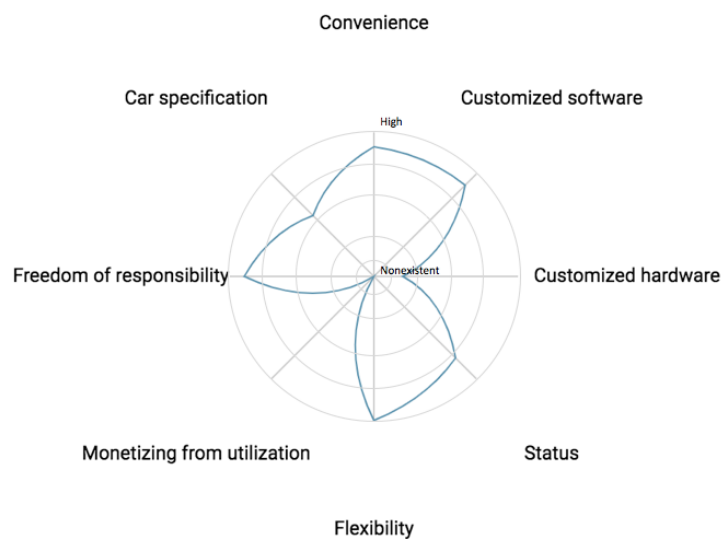 Convenience
Car specification
Customized software
High
Freedom of responsibility
Nonexistent
Customized hardware
Monetizing from utilization
Status
Flexibility